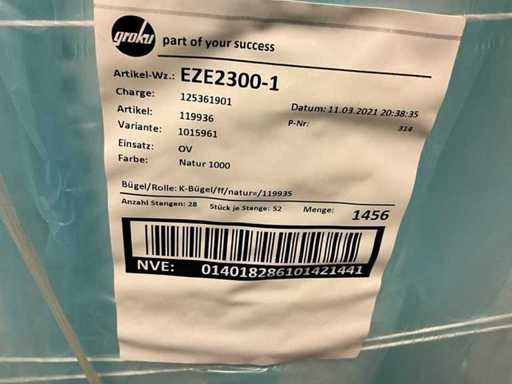 groku part of your success
Artikel-Wz.: EZE2300-1
Charge: 125361901 Datum: 11.03.2021 20:38:35
Artikel: 119936 P-Nr: 314
Variante: 1015961
Einsatz: OV
Farbe: Natur 1000
Bügel/Rolle: K-Bügel/ff/natur=/119935
Anzahl Stangen: 28 Stück je Stange: 52 Menge: 1456
NVE: 014018286101421441